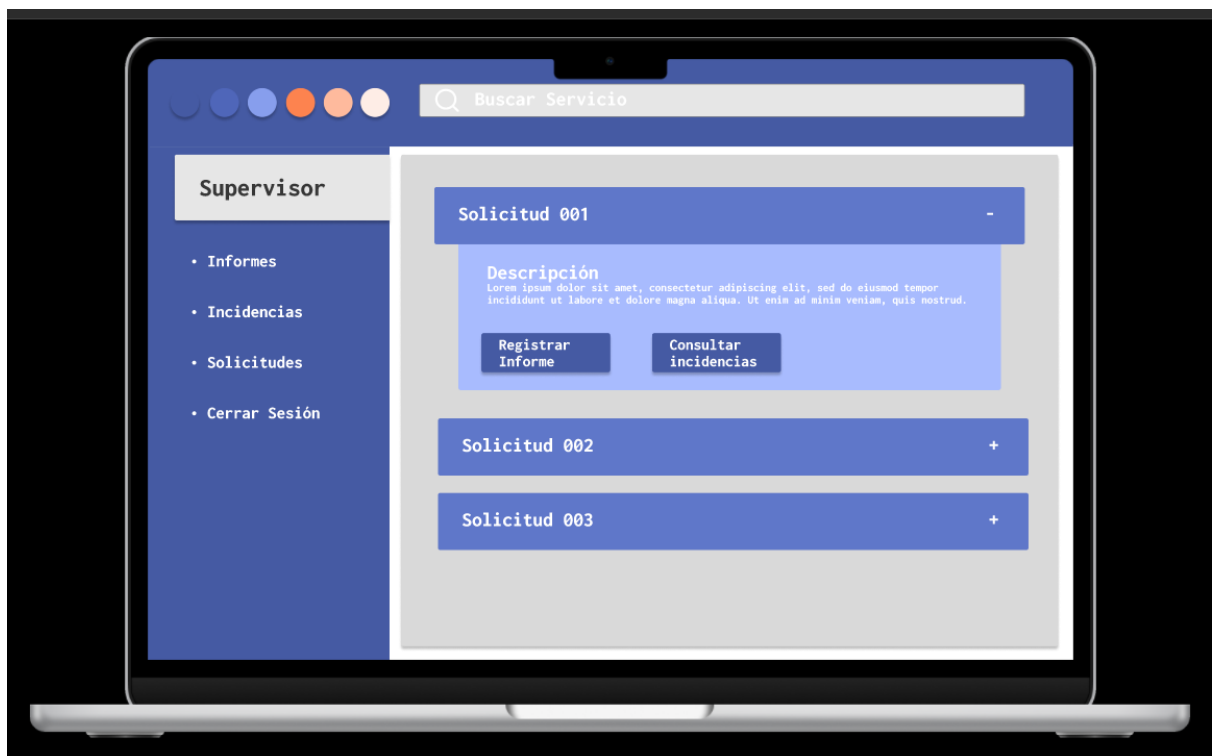 Buscar Servicio
Supervisor
• Informes
• Incidencias
• Solicitudes
• Cerrar Sesión
Solicitud 001 -
Descripción
Lorem ipsum dolor sit amet, consectetur adipiscing elit, sed do eiusmod tempor
incididunt ut labore et dolore magna aliqua. Ut enim ad minim veniam, quis nostrud.
Registrar
Informe
Consultar
incidencias
Solicitud 002 +
Solicitud 003 +